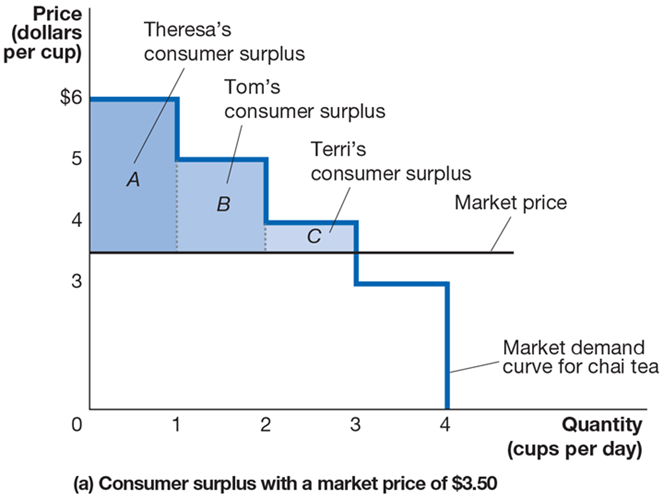 Price
(dollars
per cup)
Theresa's
consumer surplus
Tom's
consumer surplus
Terri's
consumer surplus
Market price
$6
5
4
3
A
B
C
Market demand
curve for chai tea
0
1
2
3
4
Quantity
(cups per day)
(a) Consumer surplus with a market price of $3.50